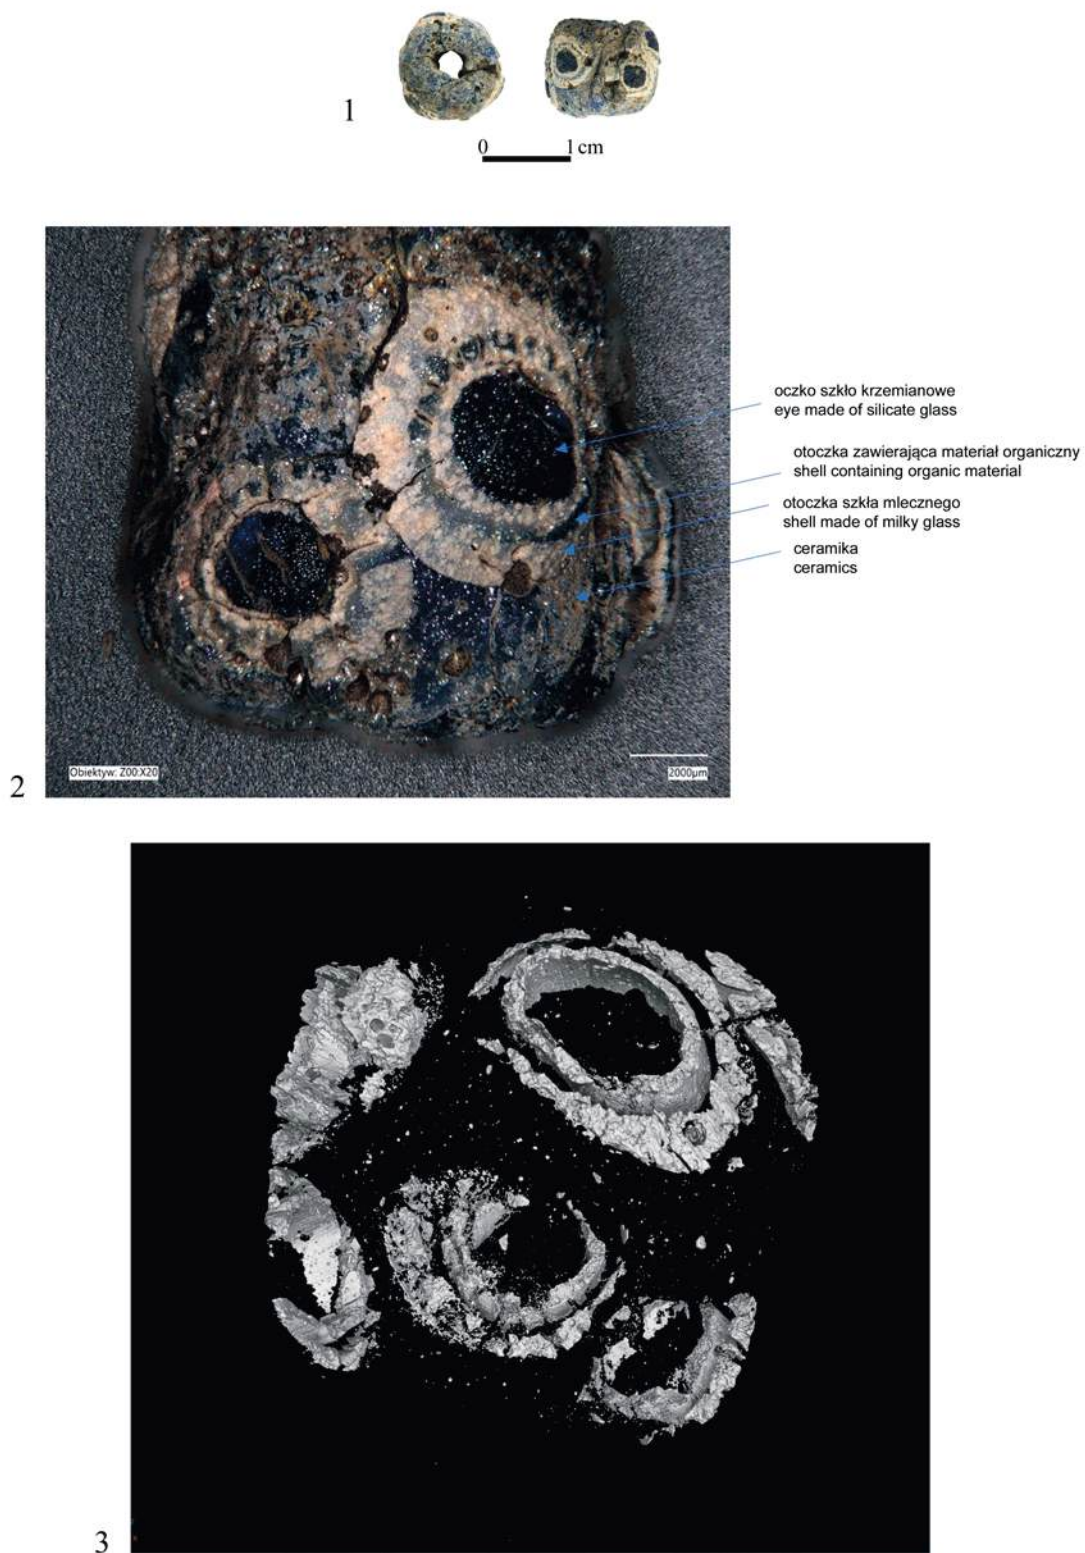 1
0 1 cm
oczko szkło krzemianowe
eye made of silicate glass
otoczka zawierająca materiał organiczny
shell containing organic material
otoczka szkła mlecznego
shell made of milky glass
ceramika
ceramics
Obiektyw: Z00:X20
2000µm
2
3